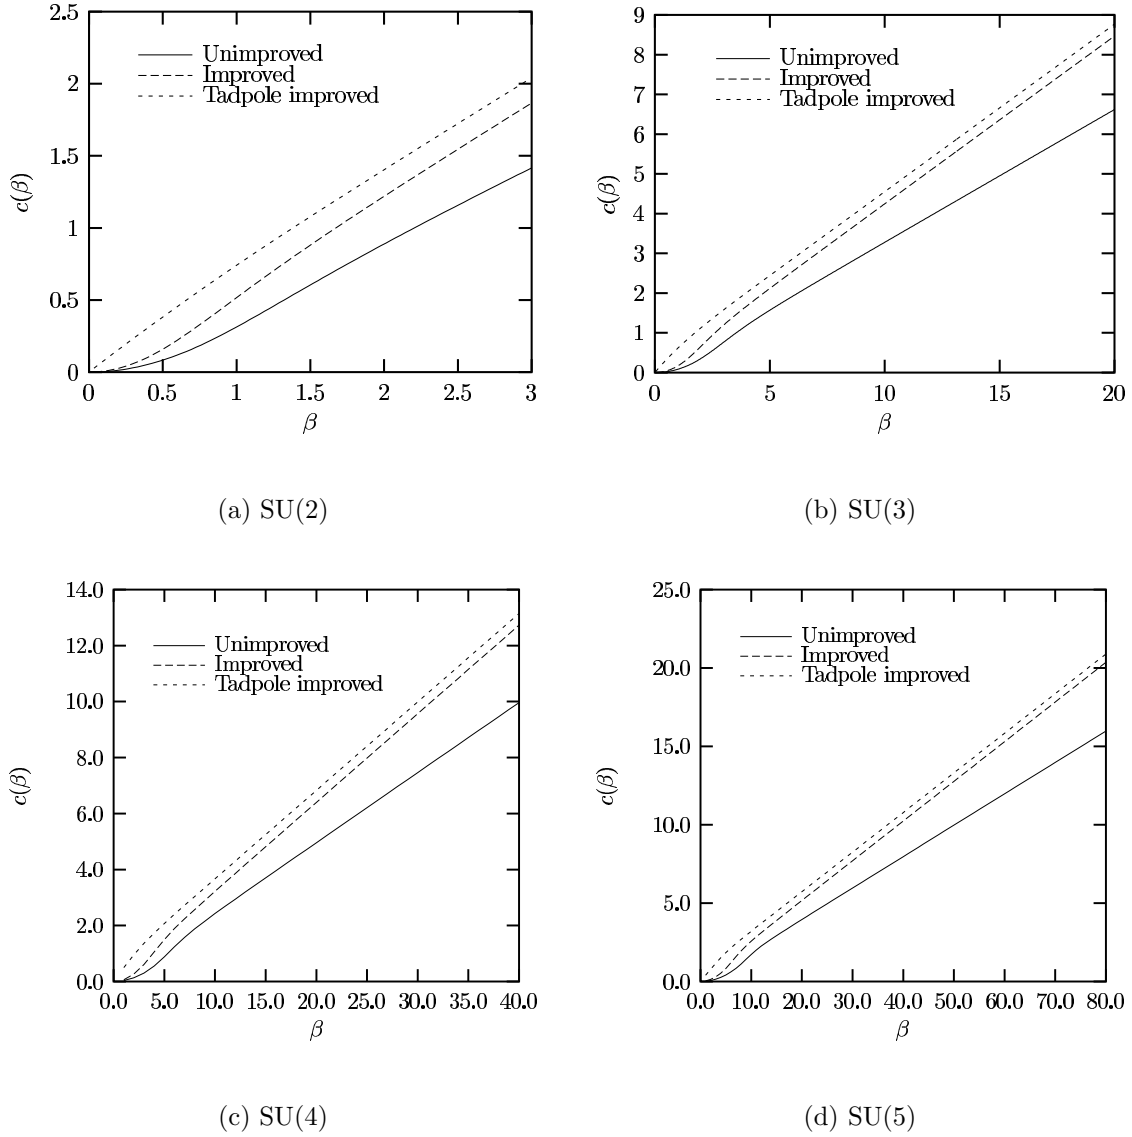 2.5
2
1.5
1
0.5
0
c(β)
Unimproved
Improved
Tadpole improved
0 0.5 1 1.5 2 2.5 3
β
(a) SU(2)
9
8
7
6
5
4
3
2
1
0
c(β)
Unimproved
Improved
Tadpole improved
0 5 10 15 20
β
(b) SU(3)
14.0
12.0
10.0
8.0
6.0
4.0
2.0
0.0
c(β)
Unimproved
Improved
Tadpole improved
0.0 5.0 10.0 15.0 20.0 25.0 30.0 35.0 40.0
β
(c) SU(4)
25.0
20.0
15.0
10.0
5.0
0.0
c(β)
Unimproved
Improved
Tadpole improved
0.0 10.0 20.0 30.0 40.0 50.0 60.0 70.0 80.0
β
(d) SU(5)